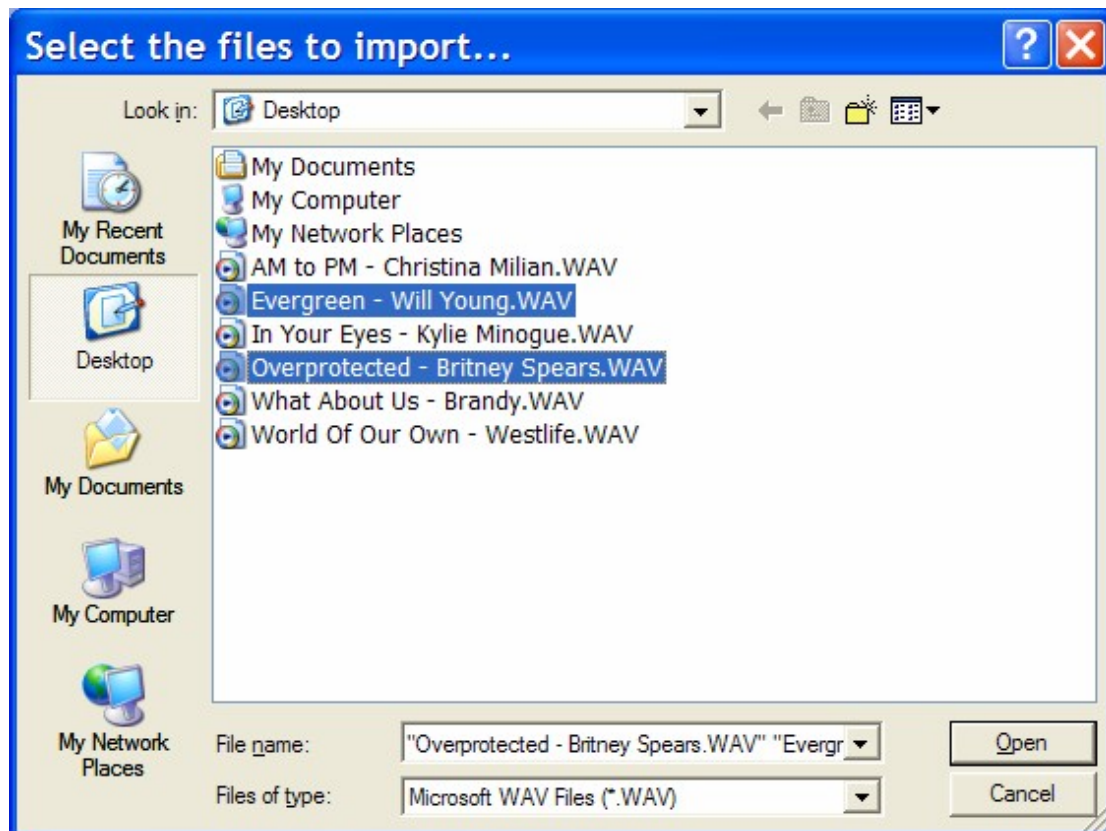 Select the files to import...
Look in: Desktop
My Recent
Documents
Desktop
My Documents
My Computer
My Network
Places
My Documents
My Computer
My Network Places
AM to PM - Christina Milian.WAV
Evergreen - Will Young.WAV
In Your Eyes - Kylie Minogue.WAV
Overprotected - Britney Spears.WAV
What About Us - Brandy.WAV
World Of Our Own - Westlife.WAV
File name: "Overprotected - Britney Spears.WAV" "Evergr Open
Files of type: Microsoft WAV Files (*.WAV) Cancel